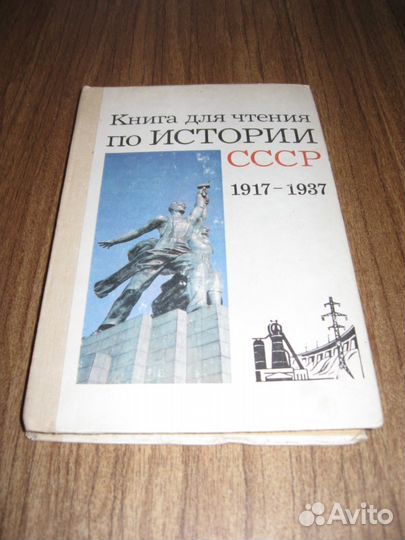 Книга для чтения
по ИСТОРИИ
СССР
1917-1937
Avito